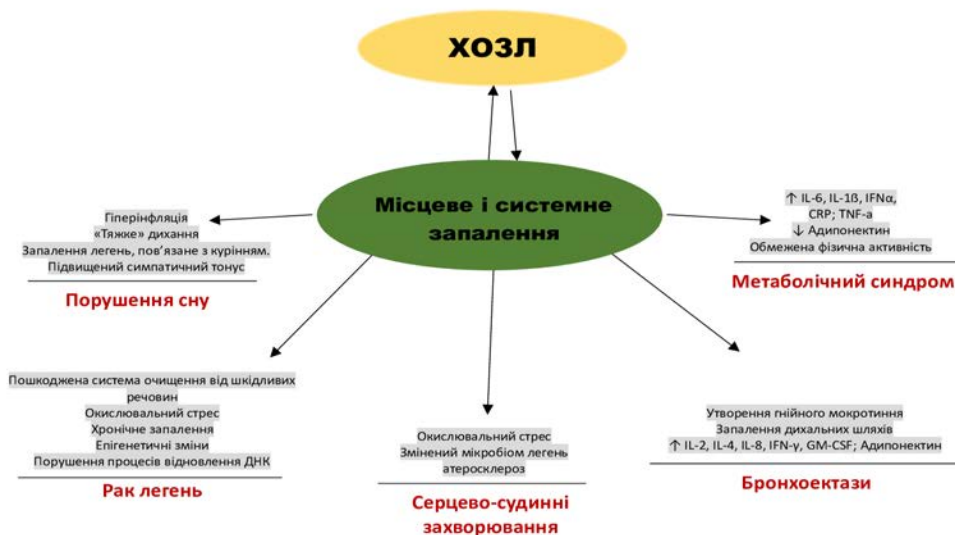 ХОЗЛ
Місцеве і системне
запалення
Гіперінфляція
«Тяжке» дихання
Запалення легень, пов’язане з курінням.
Підвищений симпатичний тонус
Порушення сну
↑ IL-6, IL-1ß, IFNα,
CRP; TNF-a
↓ Адипонектин
Обмежена фізична активність
Метаболічний синдром
Пошкоджена система очищення від шкідливих
речовин
Окислювальний стрес
Хронічне запалення
Епігенетичні зміни
Порушення процесів відновлення ДНК
Рак легень
Окислювальний стрес
Змінений мікробіом легень
атеросклероз
Серцево-судинні
захворювання
Утворення гнійного мокротиння
Запалення дихальних шляхів
↑ IL-2, IL-4, IL-8, IFN-γ, GM-CSF; Адипонектин
Бронхоектази